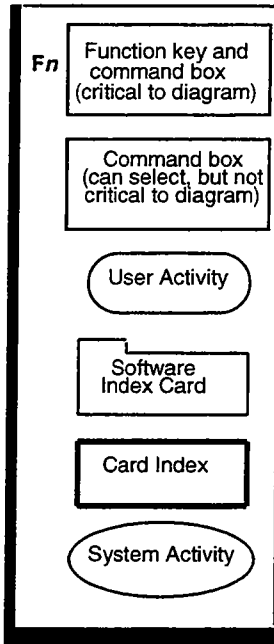 Fn Function key and
command box
(critical to diagram)
Command box
(can select, but not
critical to diagram)
User Activity
Software
Index Card
Card Index
System Activity